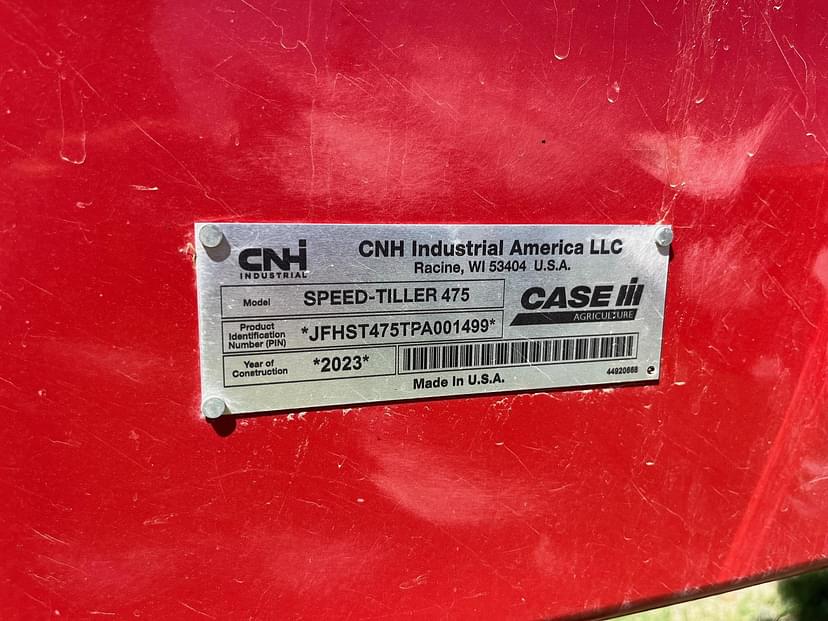 CNH
INDUSTRIAL
CNH Industrial America LLC
Racine, WI 53404 U.S.A.
Model SPEED-TILLER 475
CASE IH
AGRICULTURE
Product
Identification
Number (PIN) *JFHST475TPA001499*
Year of
Construction *2023*
44920668
Made In U.S.A.